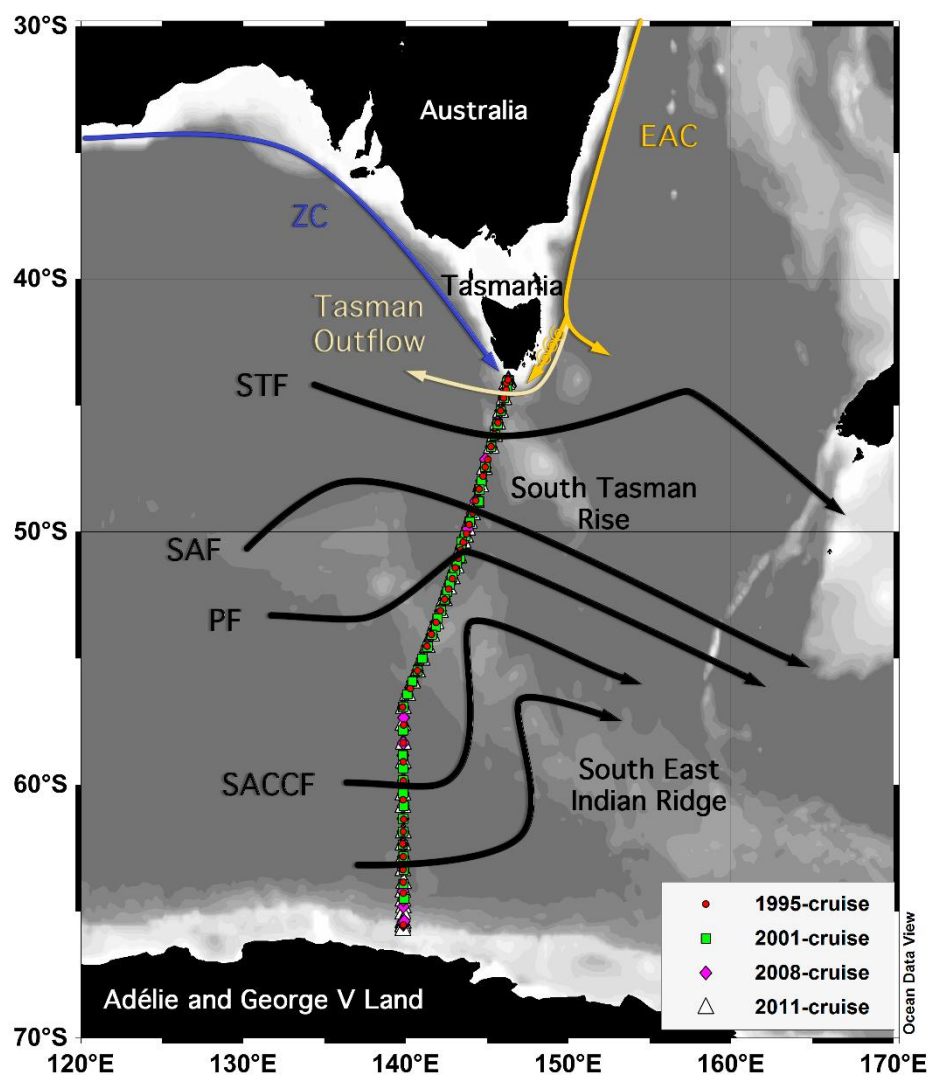 30°S
40°S
50°S
60°S
70°S
120°E
130°E
140°E
150°E
160°E
170°E
Australia
EAC
ZC
Tasmania
Tasman
Outflow
STF
South Tasman
Rise
SAF
PF
SACCF
South East
Indian Ridge
Adélie and George V Land
1995-cruise
2001-cruise
2008-cruise
2011-cruise
Ocean Data View